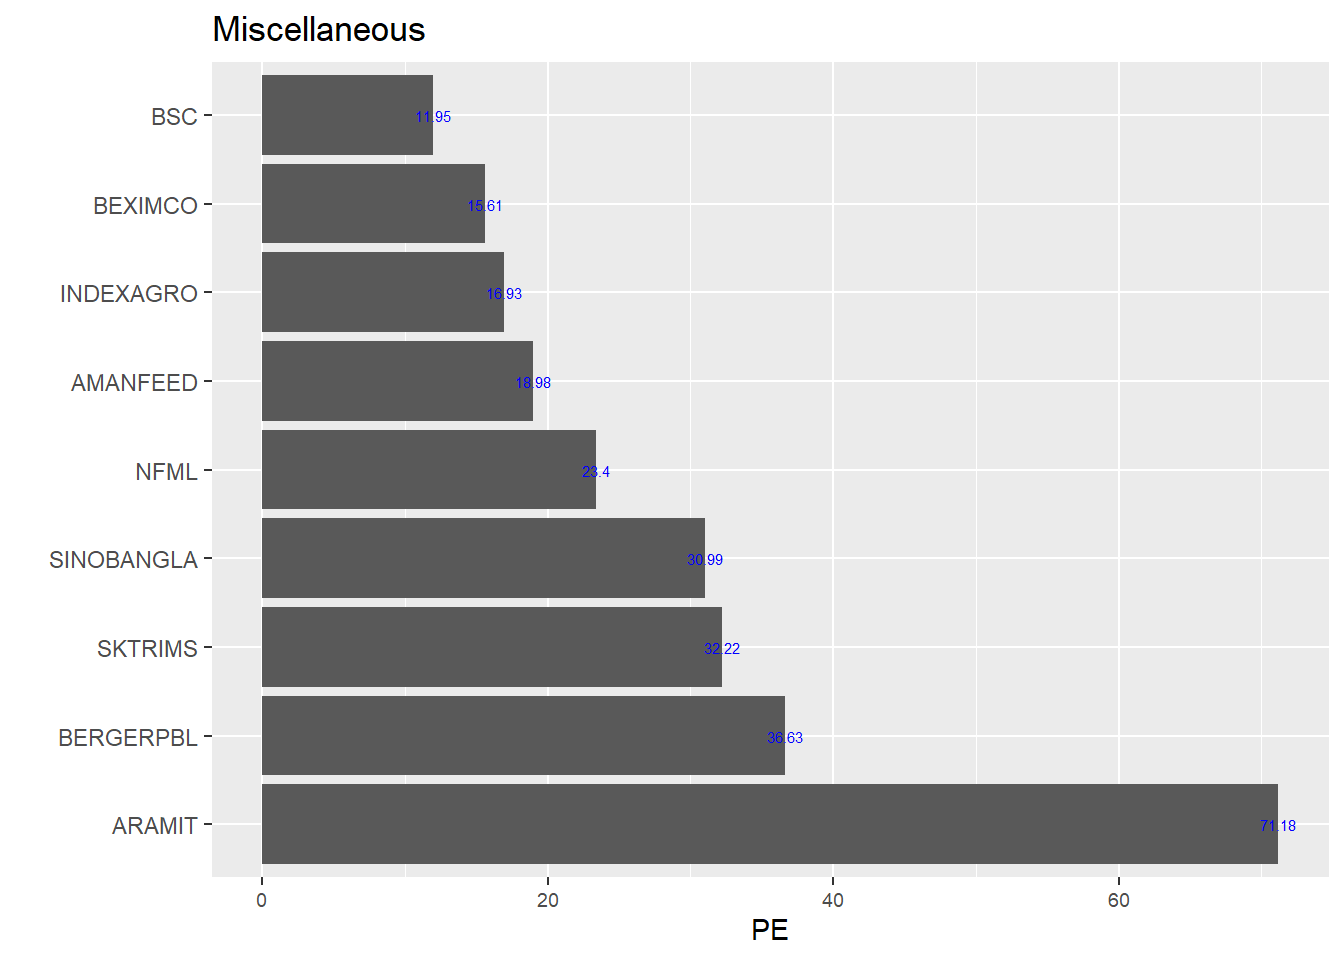 Miscellaneous
BSC 11.95
BEXIMCO 15.61
INDEXAGRO 16.93
AMANFEED 18.98
NFML 23.4
SINOBANGLA 30.99
SKTRIMS 32.22
BERGERPBL 36.63
ARAMIT 71.18
0 20 40 60
PE